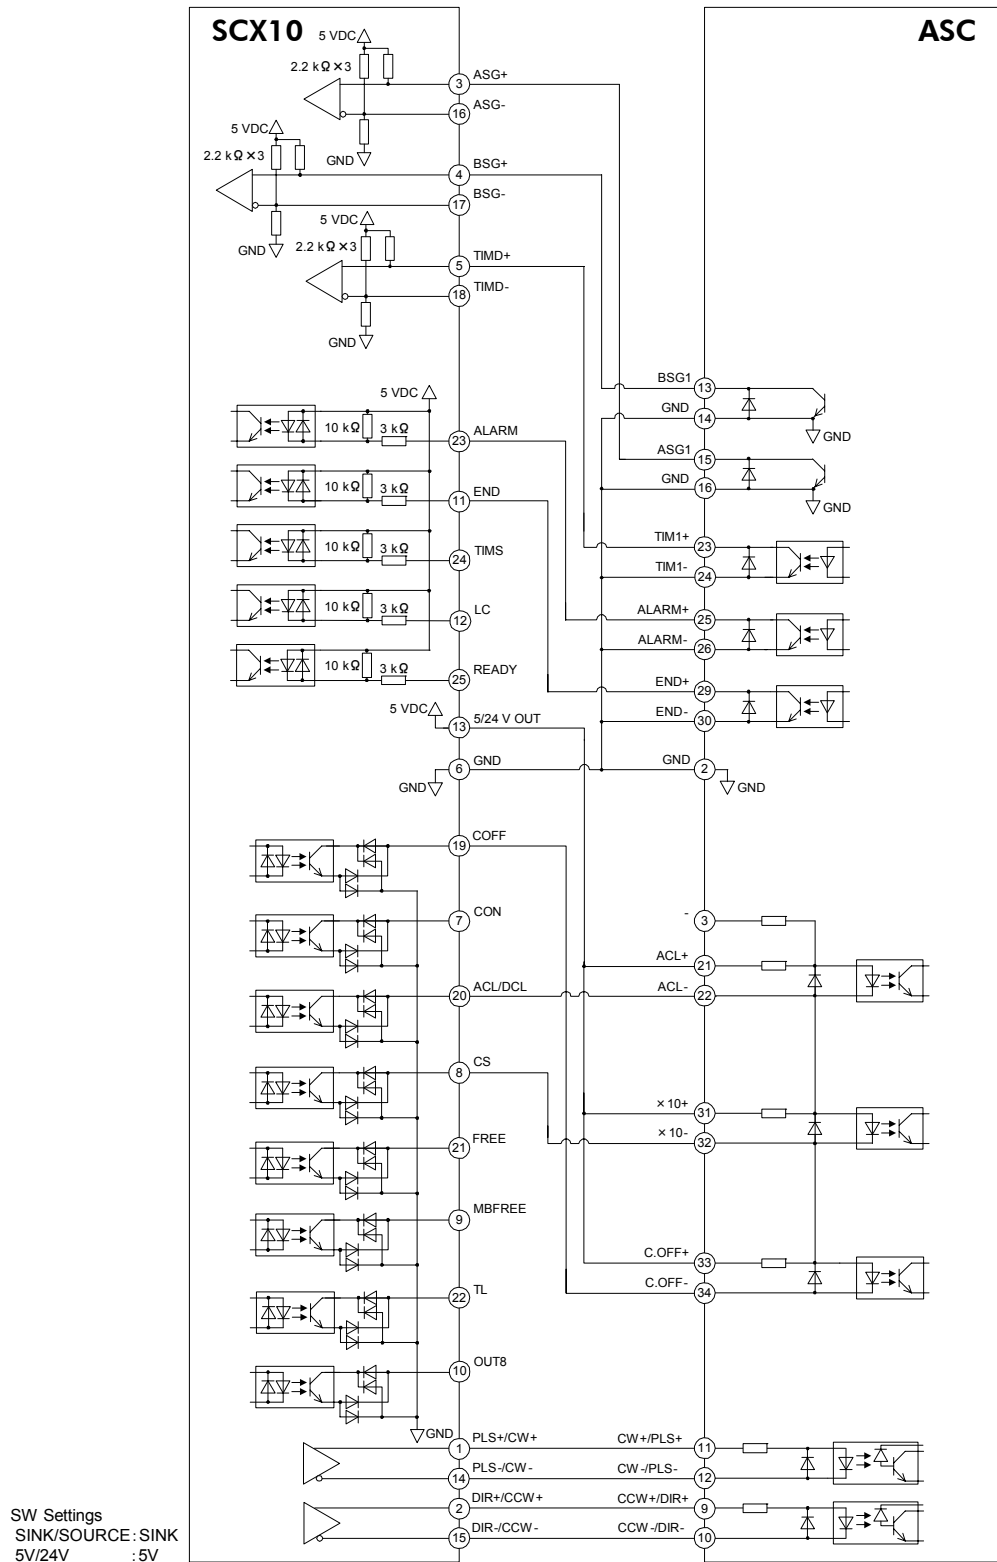 SCX10
ASC
5 VDC
2.2 kΩ×3
3 ASG+
16 ASG-
GND
5 VDC
2.2 kΩ×3
4 BSG+
17 BSG-
GND
5 VDC
2.2 kΩ×3
5 TIMD+
18 TIMD-
GND
5 VDC
10 kΩ 3 kΩ 23 ALARM
10 kΩ 3 kΩ 11 END
10 kΩ 3 kΩ 24 TIMS
10 kΩ 3 kΩ 12 LC
10 kΩ 3 kΩ 25 READY
5 VDC 13 5/24 V OUT
GND 6 GND
BSG1 13
GND 14 GND
ASG1 15
GND 16 GND
TIM1+ 23
TIM1- 24
ALARM+ 25
ALARM- 26
END+ 29
END- 30
GND 2 GND
19 COFF
7 CON
20 ACL/DCL
8 CS
21 FREE
9 MBFREE
22 TL
10 OUT8
GND
- 3
ACL+ 21
ACL- 22
×10+ 31
×10- 32
C.OFF+ 33
C.OFF- 34
1 PLS+/CW+ CW+/PLS+ 11
14 PLS-/CW- CW-/PLS- 12
2 DIR+/CCW+ CCW+/DIR+ 9
15 DIR-/CCW- CCW-/DIR- 10
SW Settings
SINK/SOURCE:SINK
5V/24V :5V